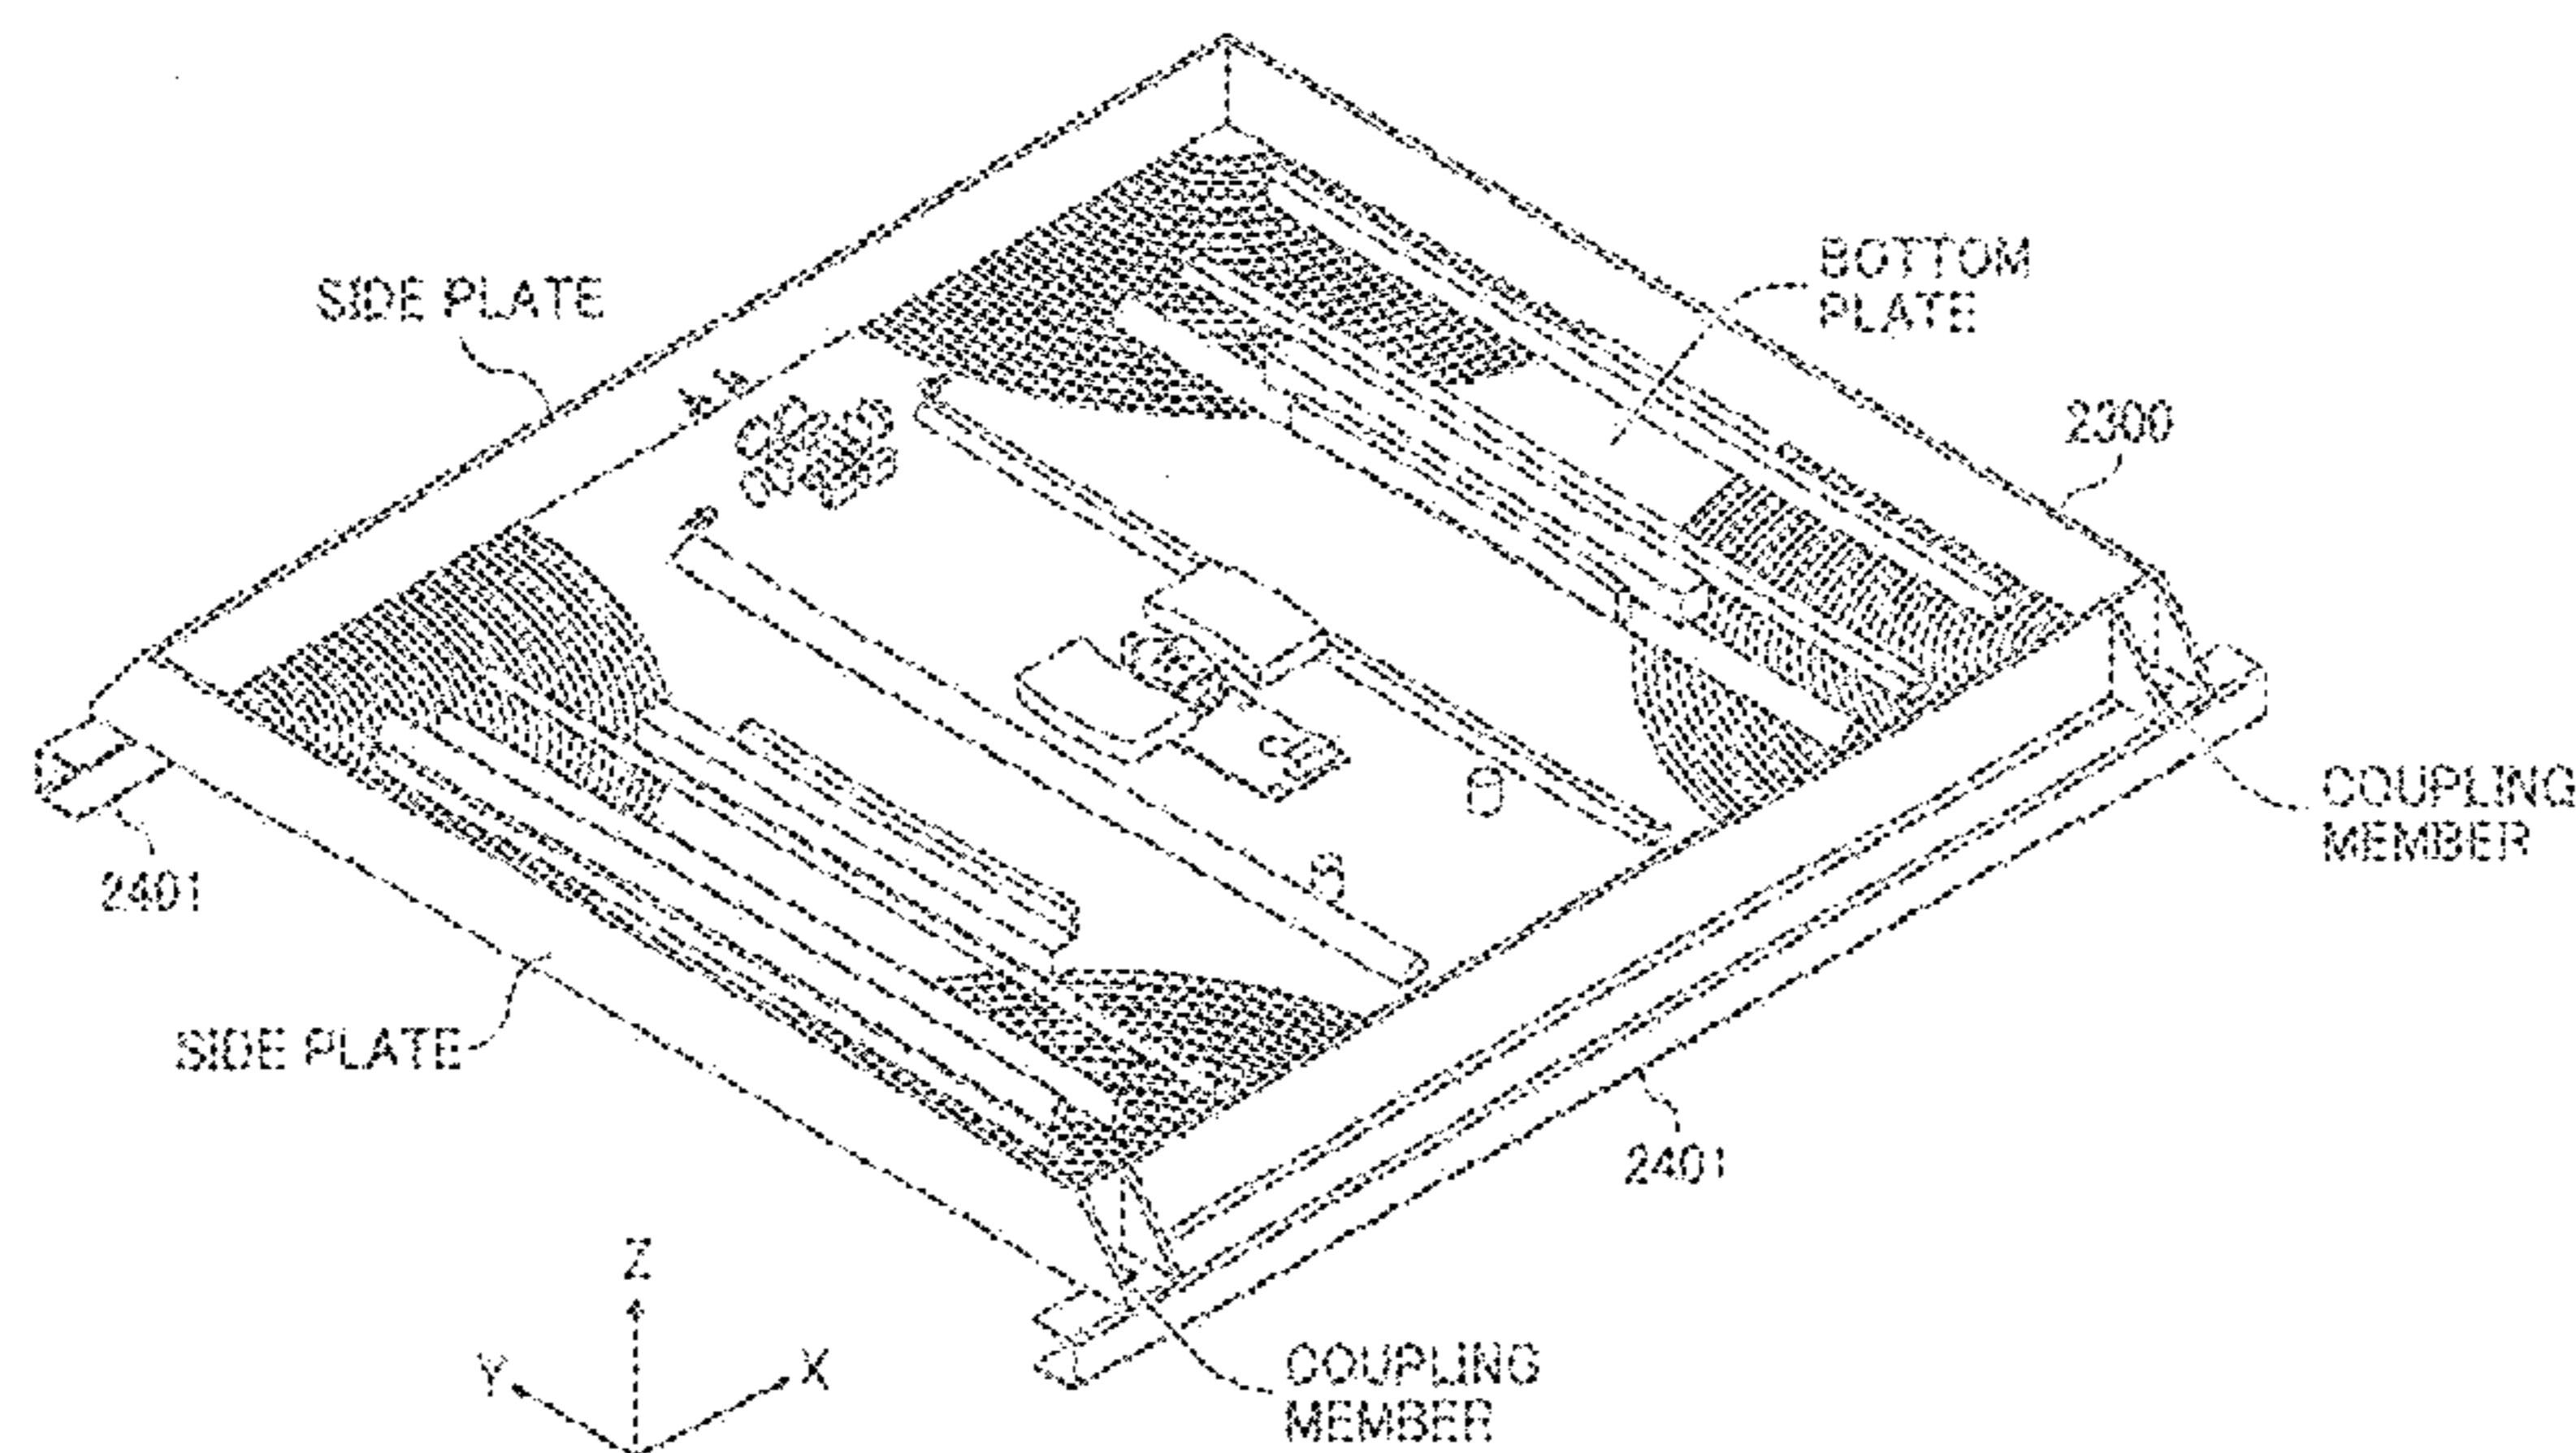 BOTTOM
PLATE
SIDE PLATE
2300
COUPLING
MEMBER
2401
SIDE PLATE
2401
Z
Y
X
COUPLING
MEMBER